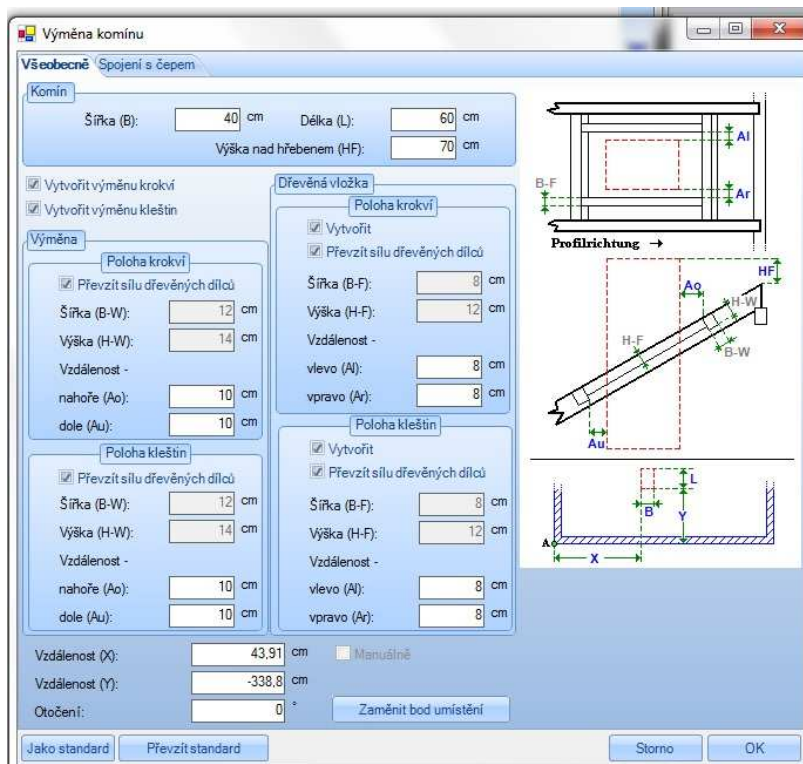 Výměna komínu
Všeobecně Spojení s čepem
Komín
Šířka (B): 40 cm Délka (L): 60 cm
Výška nad hřebenem (HF): 70 cm
Vytvořit výměnu krokví
Vytvořit výměnu kleštin
Výměna
Poloha krokví
Převzít sílu dřevěných dílců
Šířka (B-W): 12 cm
Výška (H-W): 14 cm
Vzdálenost -
nahoře (Ao): 10 cm
dole (Au): 10 cm
Poloha kleštin
Převzít sílu dřevěných dílců
Šířka (B-W): 12 cm
Výška (H-W): 14 cm
Vzdálenost -
nahoře (Ao): 10 cm
dole (Au): 10 cm
Dřevěná vložka
Poloha krokví
Vytvořit
Převzít sílu dřevěných dílců
Šířka (B-F): 8 cm
Výška (H-F): 12 cm
Vzdálenost -
vlevo (Al): 8 cm
vpravo (Ar): 8 cm
Poloha kleštin
Vytvořit
Převzít sílu dřevěných dílců
Šířka (B-F): 8 cm
Výška (H-F): 12 cm
Vzdálenost -
vlevo (Al): 8 cm
vpravo (Ar): 8 cm
Vzdálenost (X): 43,91 cm Manuálně
Vzdálenost (Y): -338,8 cm
Otočení: 0 ° Zaměnit bod umístění
Jako standard Převzít standard Storno OK
Al
B-F
Ar
Profilrichtung →
HF
Ao
H-W
H-F
B-W
Au
L
B
Y
A
X